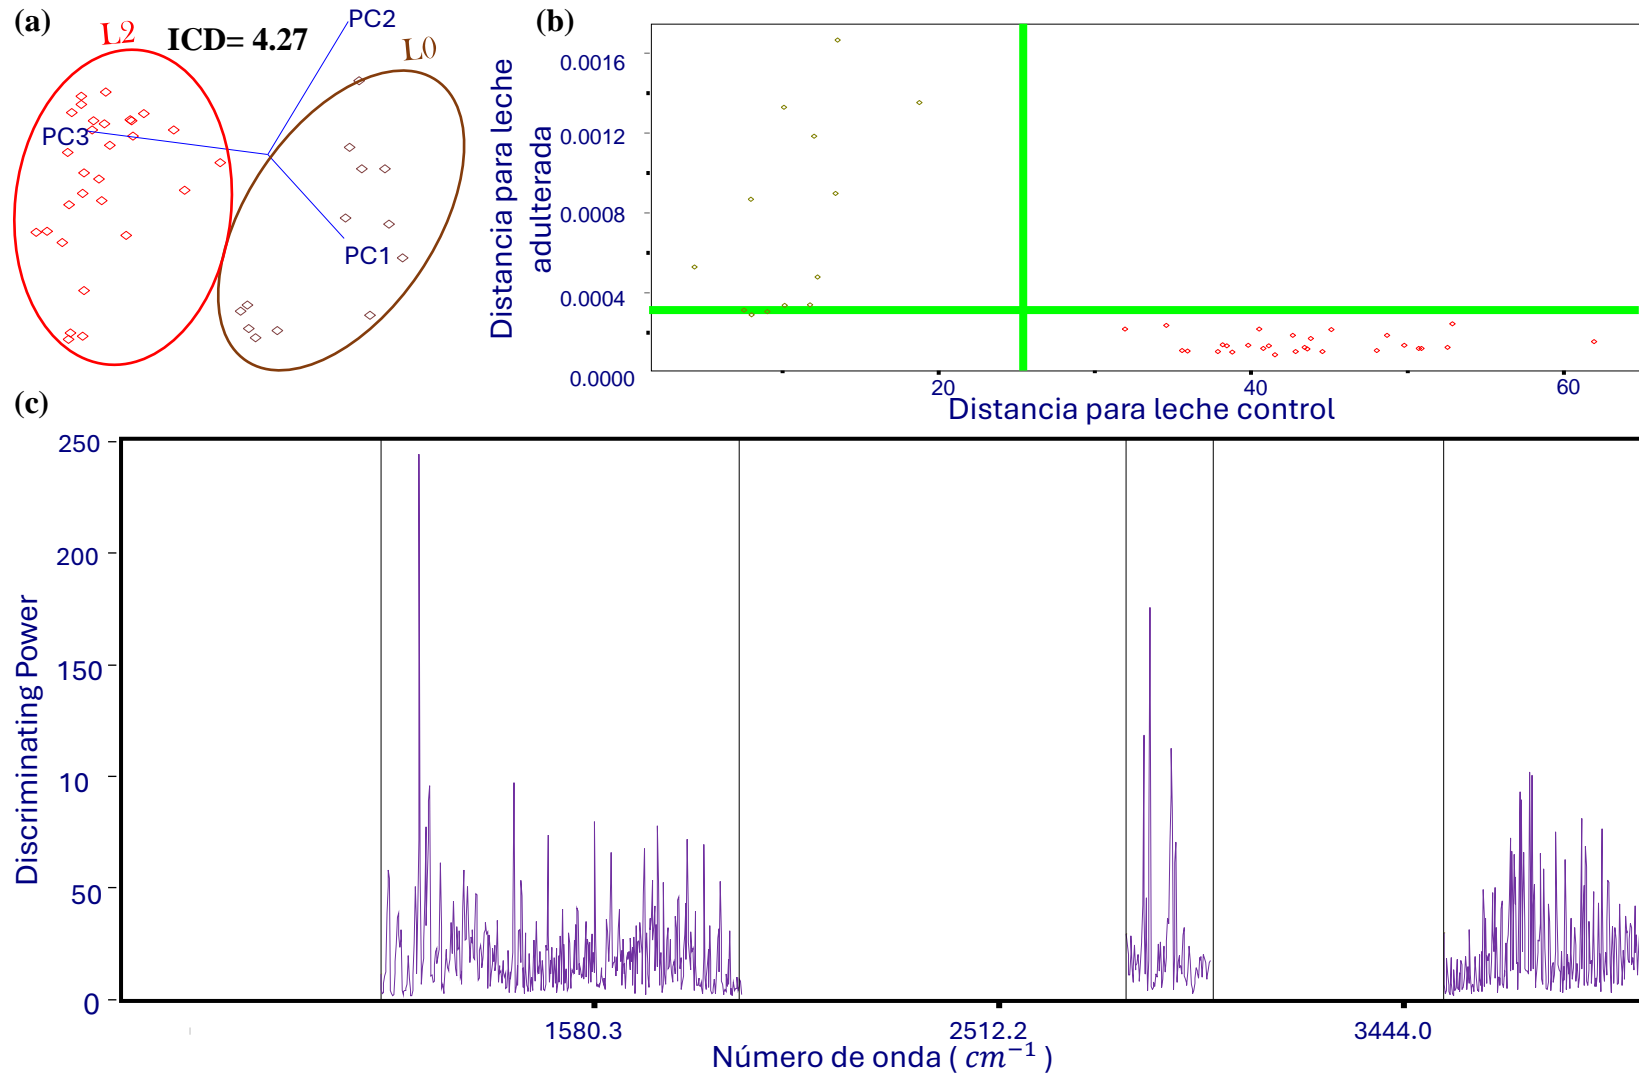 (a)
L2
ICD= 4.27
PC2
L0
PC3
PC1
(b)
Distancia para leche
adulterada
0.0016
0.0012
0.0008
0.0004
0.0000
20
40
60
Distancia para leche control
(c)
Discriminating Power
250
200
150
10
50
0
1580.3
2512.2
3444.0
Número de onda ( cm⁻¹ )